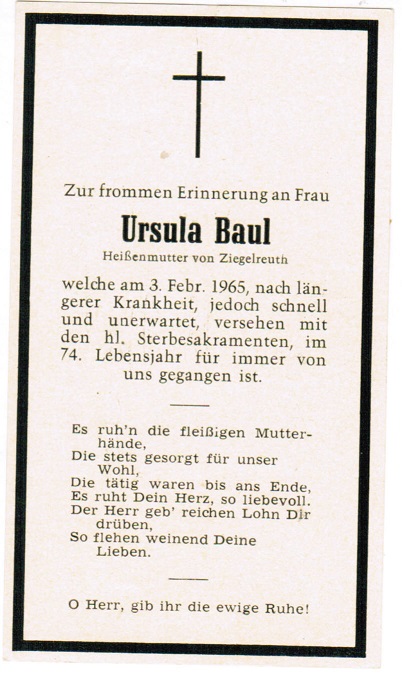 Zur frommen Erinnerung an Frau
Ursula Baul
Heißenmutter von Ziegelreuth
welche am 3. Febr. 1965, nach län-
gerer Krankheit, jedoch schnell
und unerwartet, versehen mit
den hl. Sterbesakramenten, im
74. Lebensjahr für immer von
uns gegangen ist.
Es ruh'n die fleißigen Mutter-
hände,
Die stets gesorgt für unser
Wohl,
Die tätig waren bis ans Ende,
Es ruht Dein Herz, so liebevoll.
Der Herr geb' reichen Lohn Dir
drüben,
So flehen weinend Deine
Lieben.
O Herr, gib ihr die ewige Ruhe!